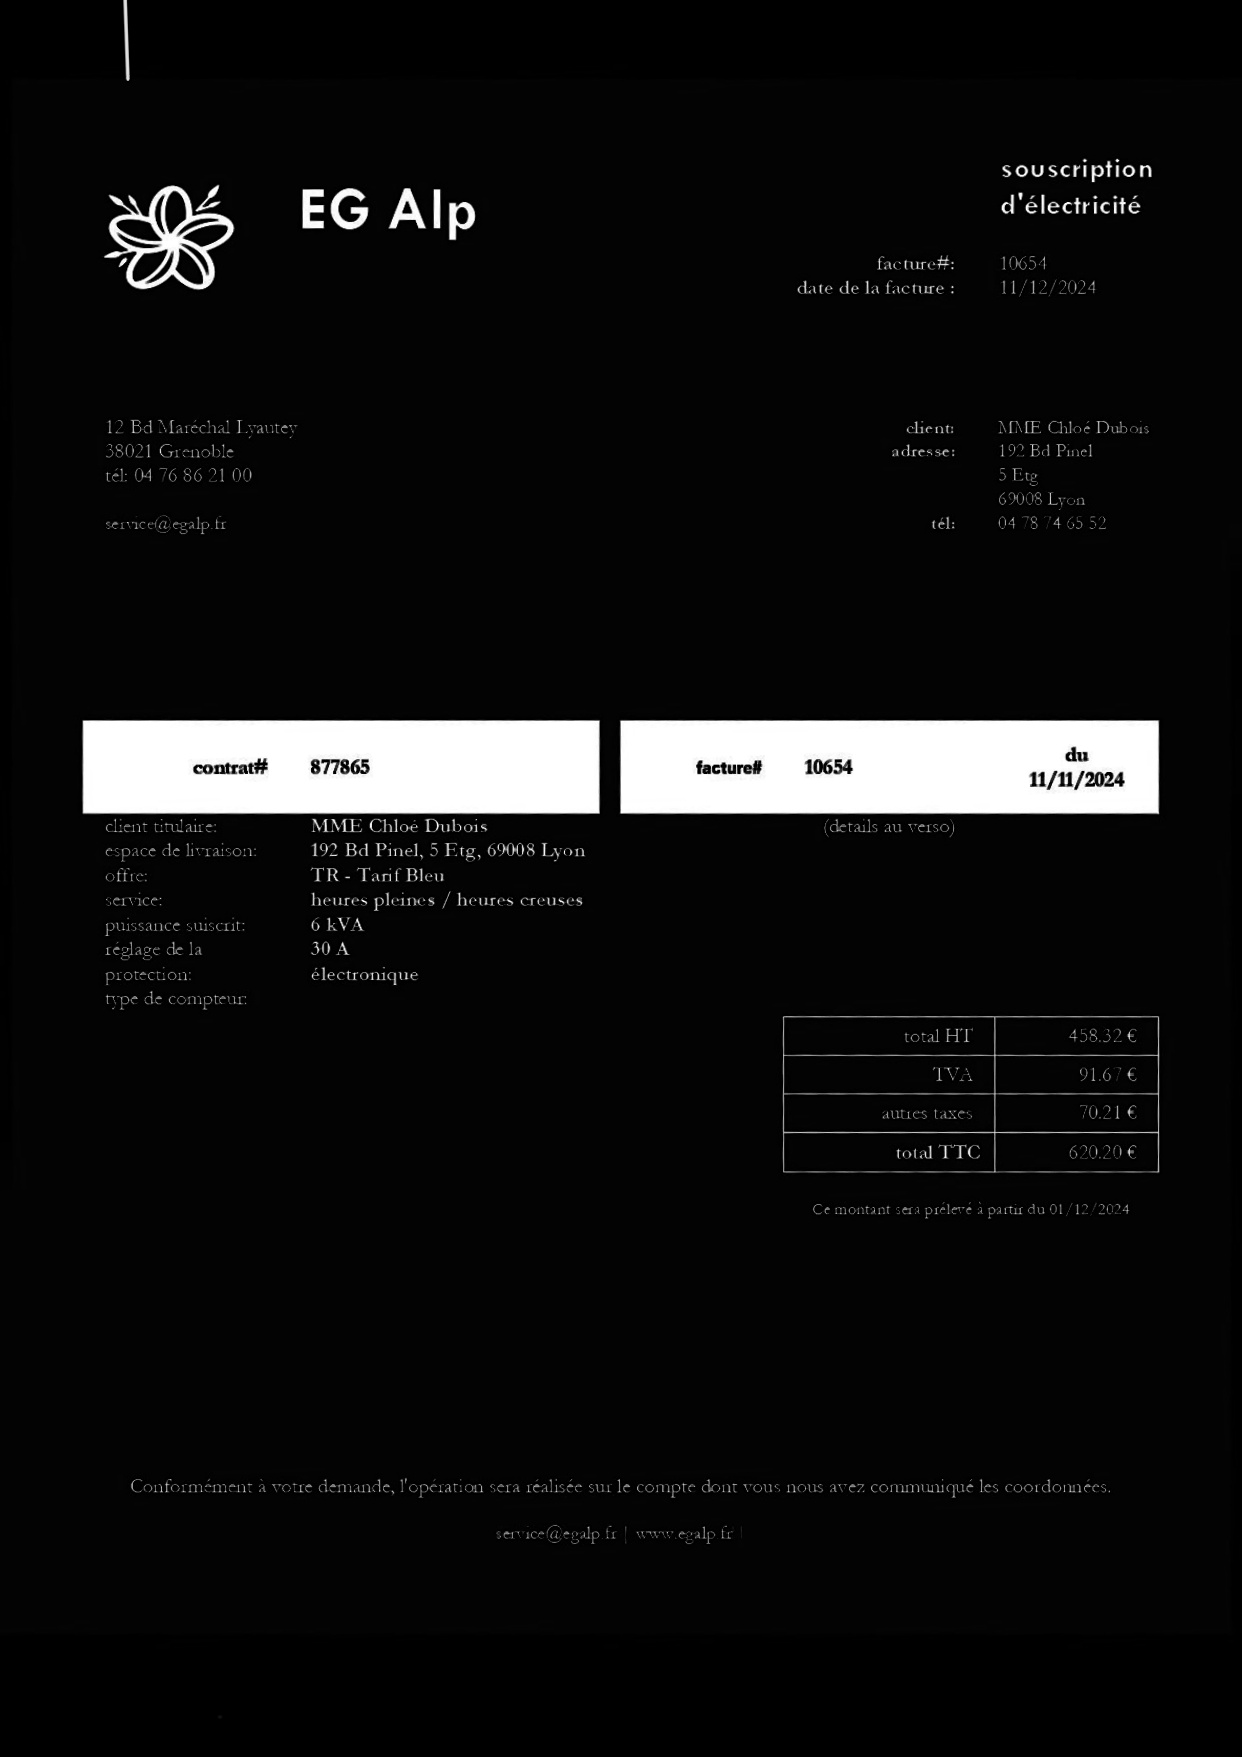 EG Alp
souscription
d'électricité
facture#: 10654
date de la facture : 11/12/2024
12 Bd Maréchal Lyautey
38021 Grenoble
tél: 04 76 86 21 00
service@egalp.fr
client: MME Chloé Dubois
adresse: 192 Bd Pinel
5 Etg
69008 Lyon
tél: 04 78 74 65 52
contrat# 877865
facture# 10654 du
11/11/2024
client titulaire: MME Chloé Dubois
espace de livraison: 192 Bd Pinel, 5 Etg, 69008 Lyon
offre: TR - Tarif Bleu
service: heures pleines / heures creuses
puissance suiscrit: 6 kVA
réglage de la 30 A
protection: électronique
type de compteur:
(details au verso)
total HT 458.32 €
TVA 91.67 €
autres taxes 70.21 €
total TTC 620.20 €
Ce montant sera prélevé à partir du 01/12/2024
Conformément à votre demande, l'opération sera réalisée sur le compte dont vous nous avez communiqué les coordonnées.
service@egalp.fr | www.egalp.fr |